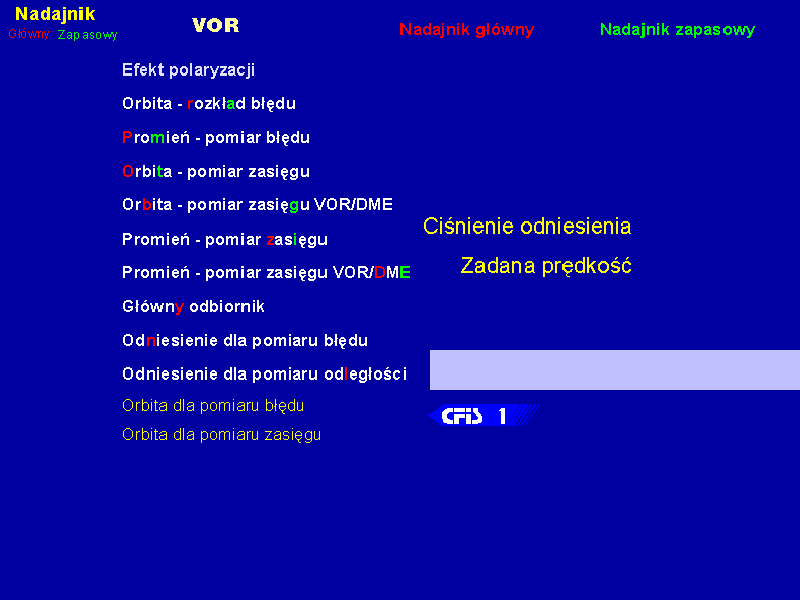 Nadajnik
Główny Zapasowy
VOR
Nadajnik główny
Nadajnik zapasowy
Efekt polaryzacji
Orbita - rozkład błędu
Promień - pomiar błędu
Orbita - pomiar zasięgu
Orbita - pomiar zasięgu VOR/DME
Promień - pomiar zasięgu
Promień - pomiar zasięgu VOR/DME
Główny odbiornik
Odniesienie dla pomiaru błędu
Odniesienie dla pomiaru odległości
Orbita dla pomiaru błędu
Orbita dla pomiaru zasięgu
Ciśnienie odniesienia
Zadana prędkość
CFIS 1